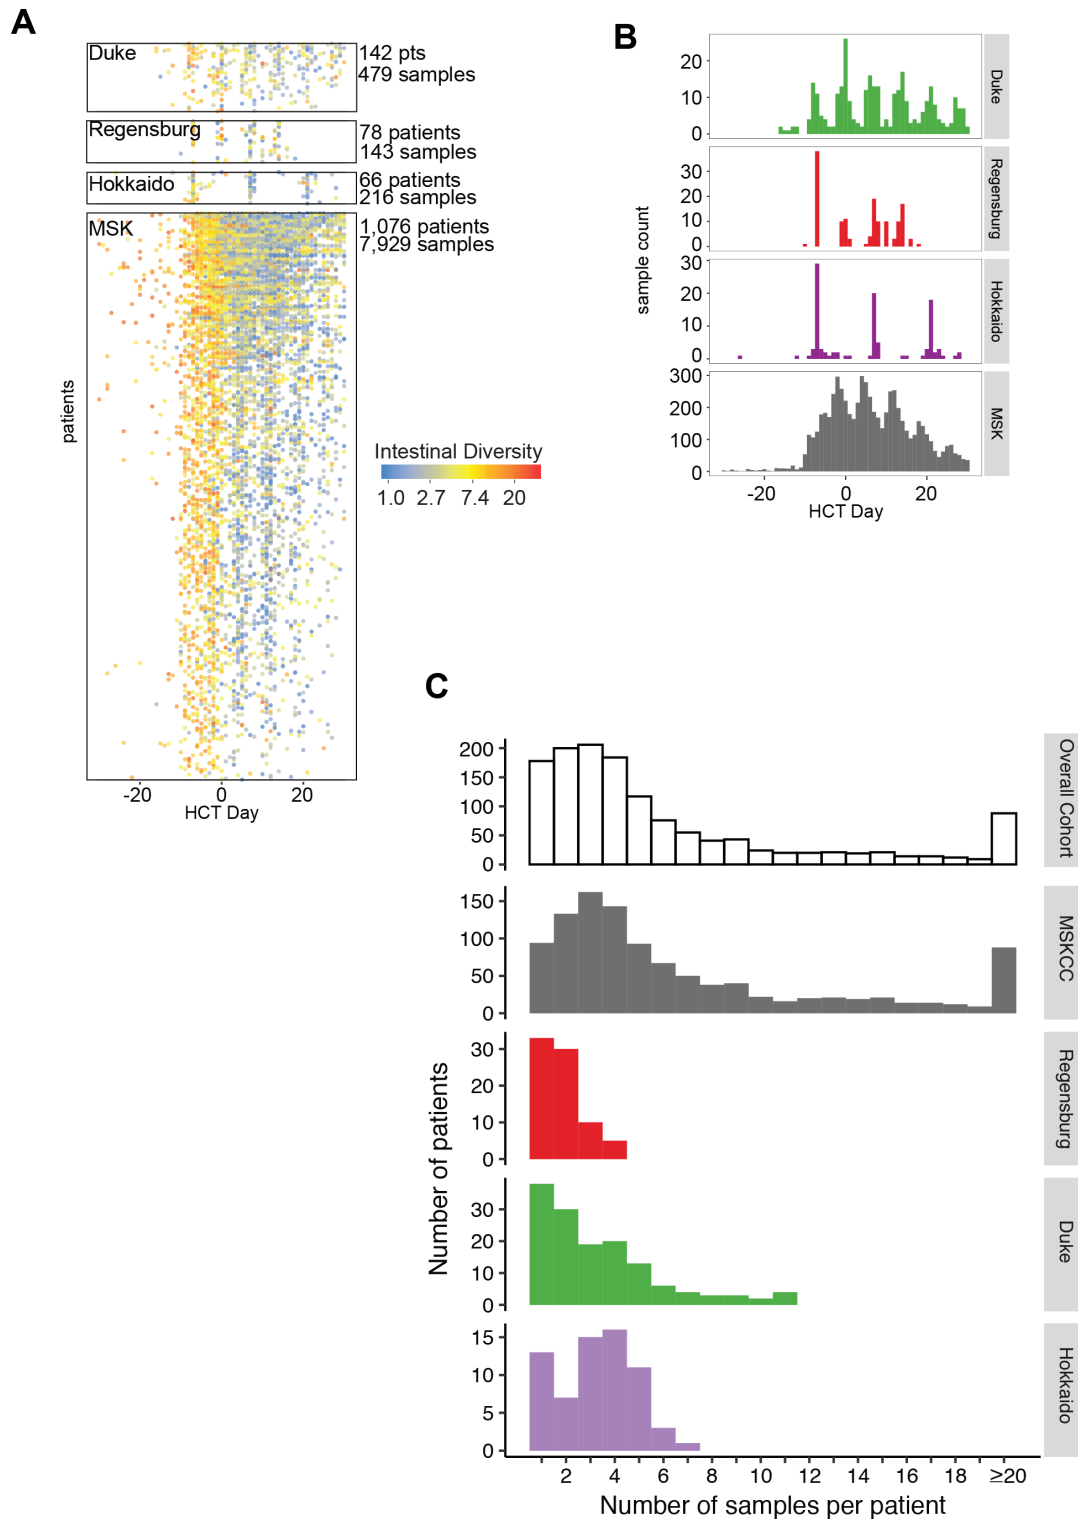 A
Duke
142 pts
479 samples
Regensburg
78 patients
143 samples
Hokkaido
66 patients
216 samples
MSK
1,076 patients
7,929 samples
patients
-20
0
20
HCT Day
Intestinal Diversity
1.0 2.7 7.4 20
B
sample count
20
10
0
Duke
30
20
10
0
Regensburg
30
20
10
0
Hokkaido
300
200
100
0
MSK
-20 0 20
HCT Day
C
Number of patients
200
150
100
50
0
Overall Cohort
150
100
50
0
MSKCC
30
20
10
0
Regensburg
30
20
10
0
Duke
15
10
5
0
Hokkaido
2 4 6 8 10 12 14 16 18 ≥20
Number of samples per patient